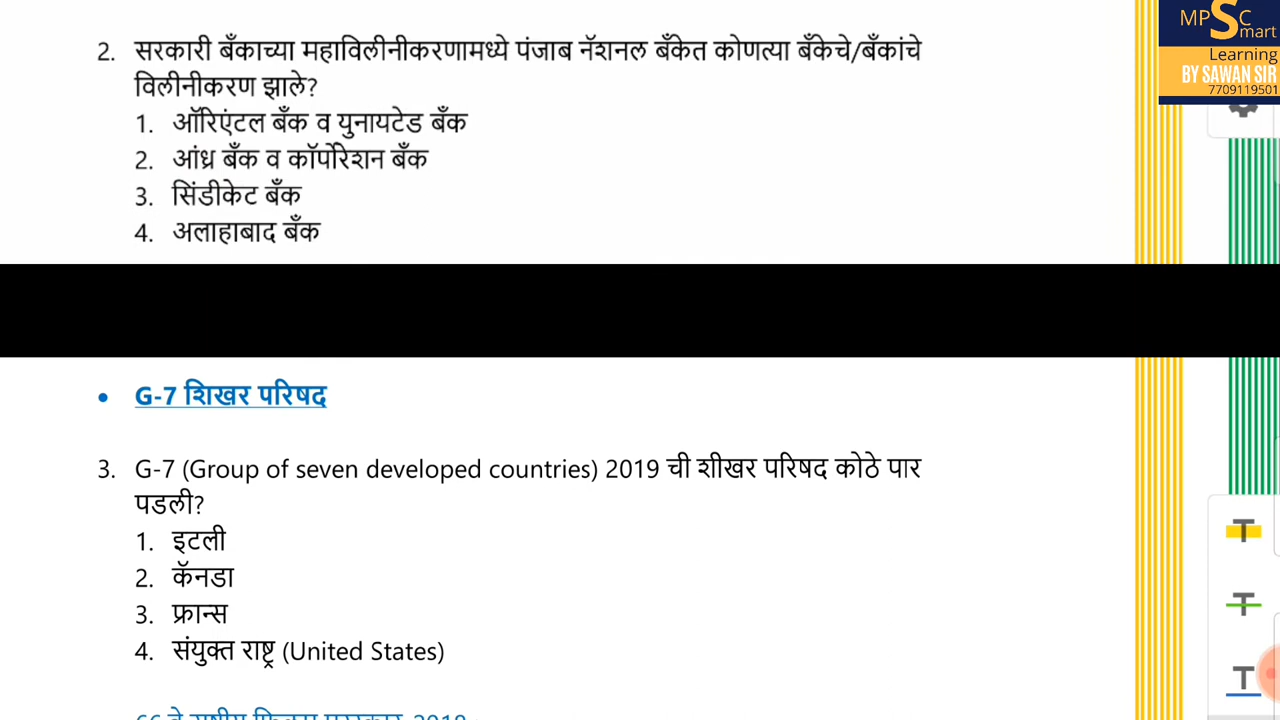 MPSC
Smart
Learning
BY SAWAN SIR
7709119501
2. सरकारी बँकाच्या महाविलीनीकरणामध्ये पंजाब नॅशनल बँकेत कोणत्या बँकेचे/बँकांचे
विलीनीकरण झाले?
1. ऑरिएंटल बँक व युनायटेड बँक
2. आंध्र बँक व कॉर्पोरेशन बँक
3. सिंडीकेट बँक
4. अलाहाबाद बँक
• G-7 शिखर परिषद
3. G-7 (Group of seven developed countries) 2019 ची शीखर परिषद कोठे पार
पडली?
1. इटली
2. कॅनडा
3. फ्रान्स
4. संयुक्त राष्ट्र (United States)
T
T
T